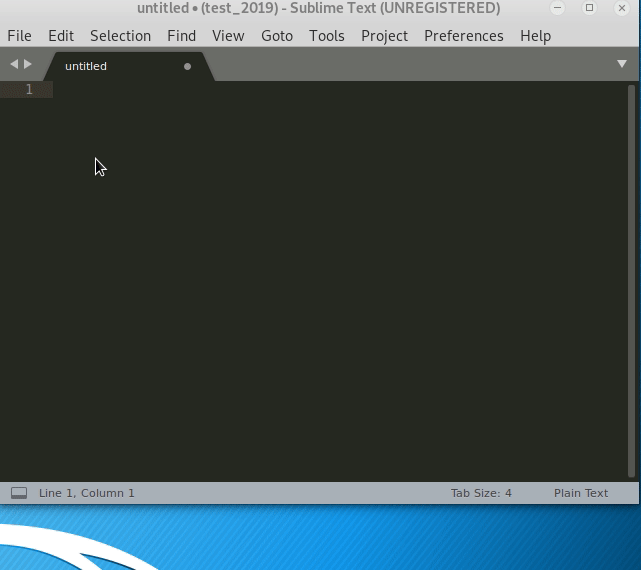 untitled • (test_2019) - Sublime Text (UNREGISTERED)
File Edit Selection Find View Goto Tools Project Preferences Help
untitled
1
Line 1, Column 1 Tab Size: 4 Plain Text